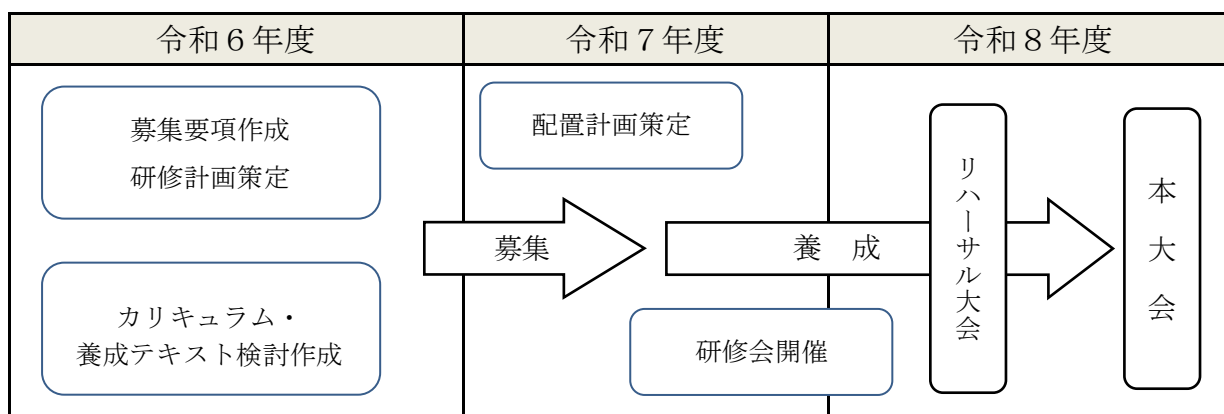 令和６年度
令和７年度
令和８年度
募集要項作成
研修計画策定
カリキュラム・
養成テキスト検討作成
配置計画策定
募集
養　成
研修会開催
リハーサル大会
本大会